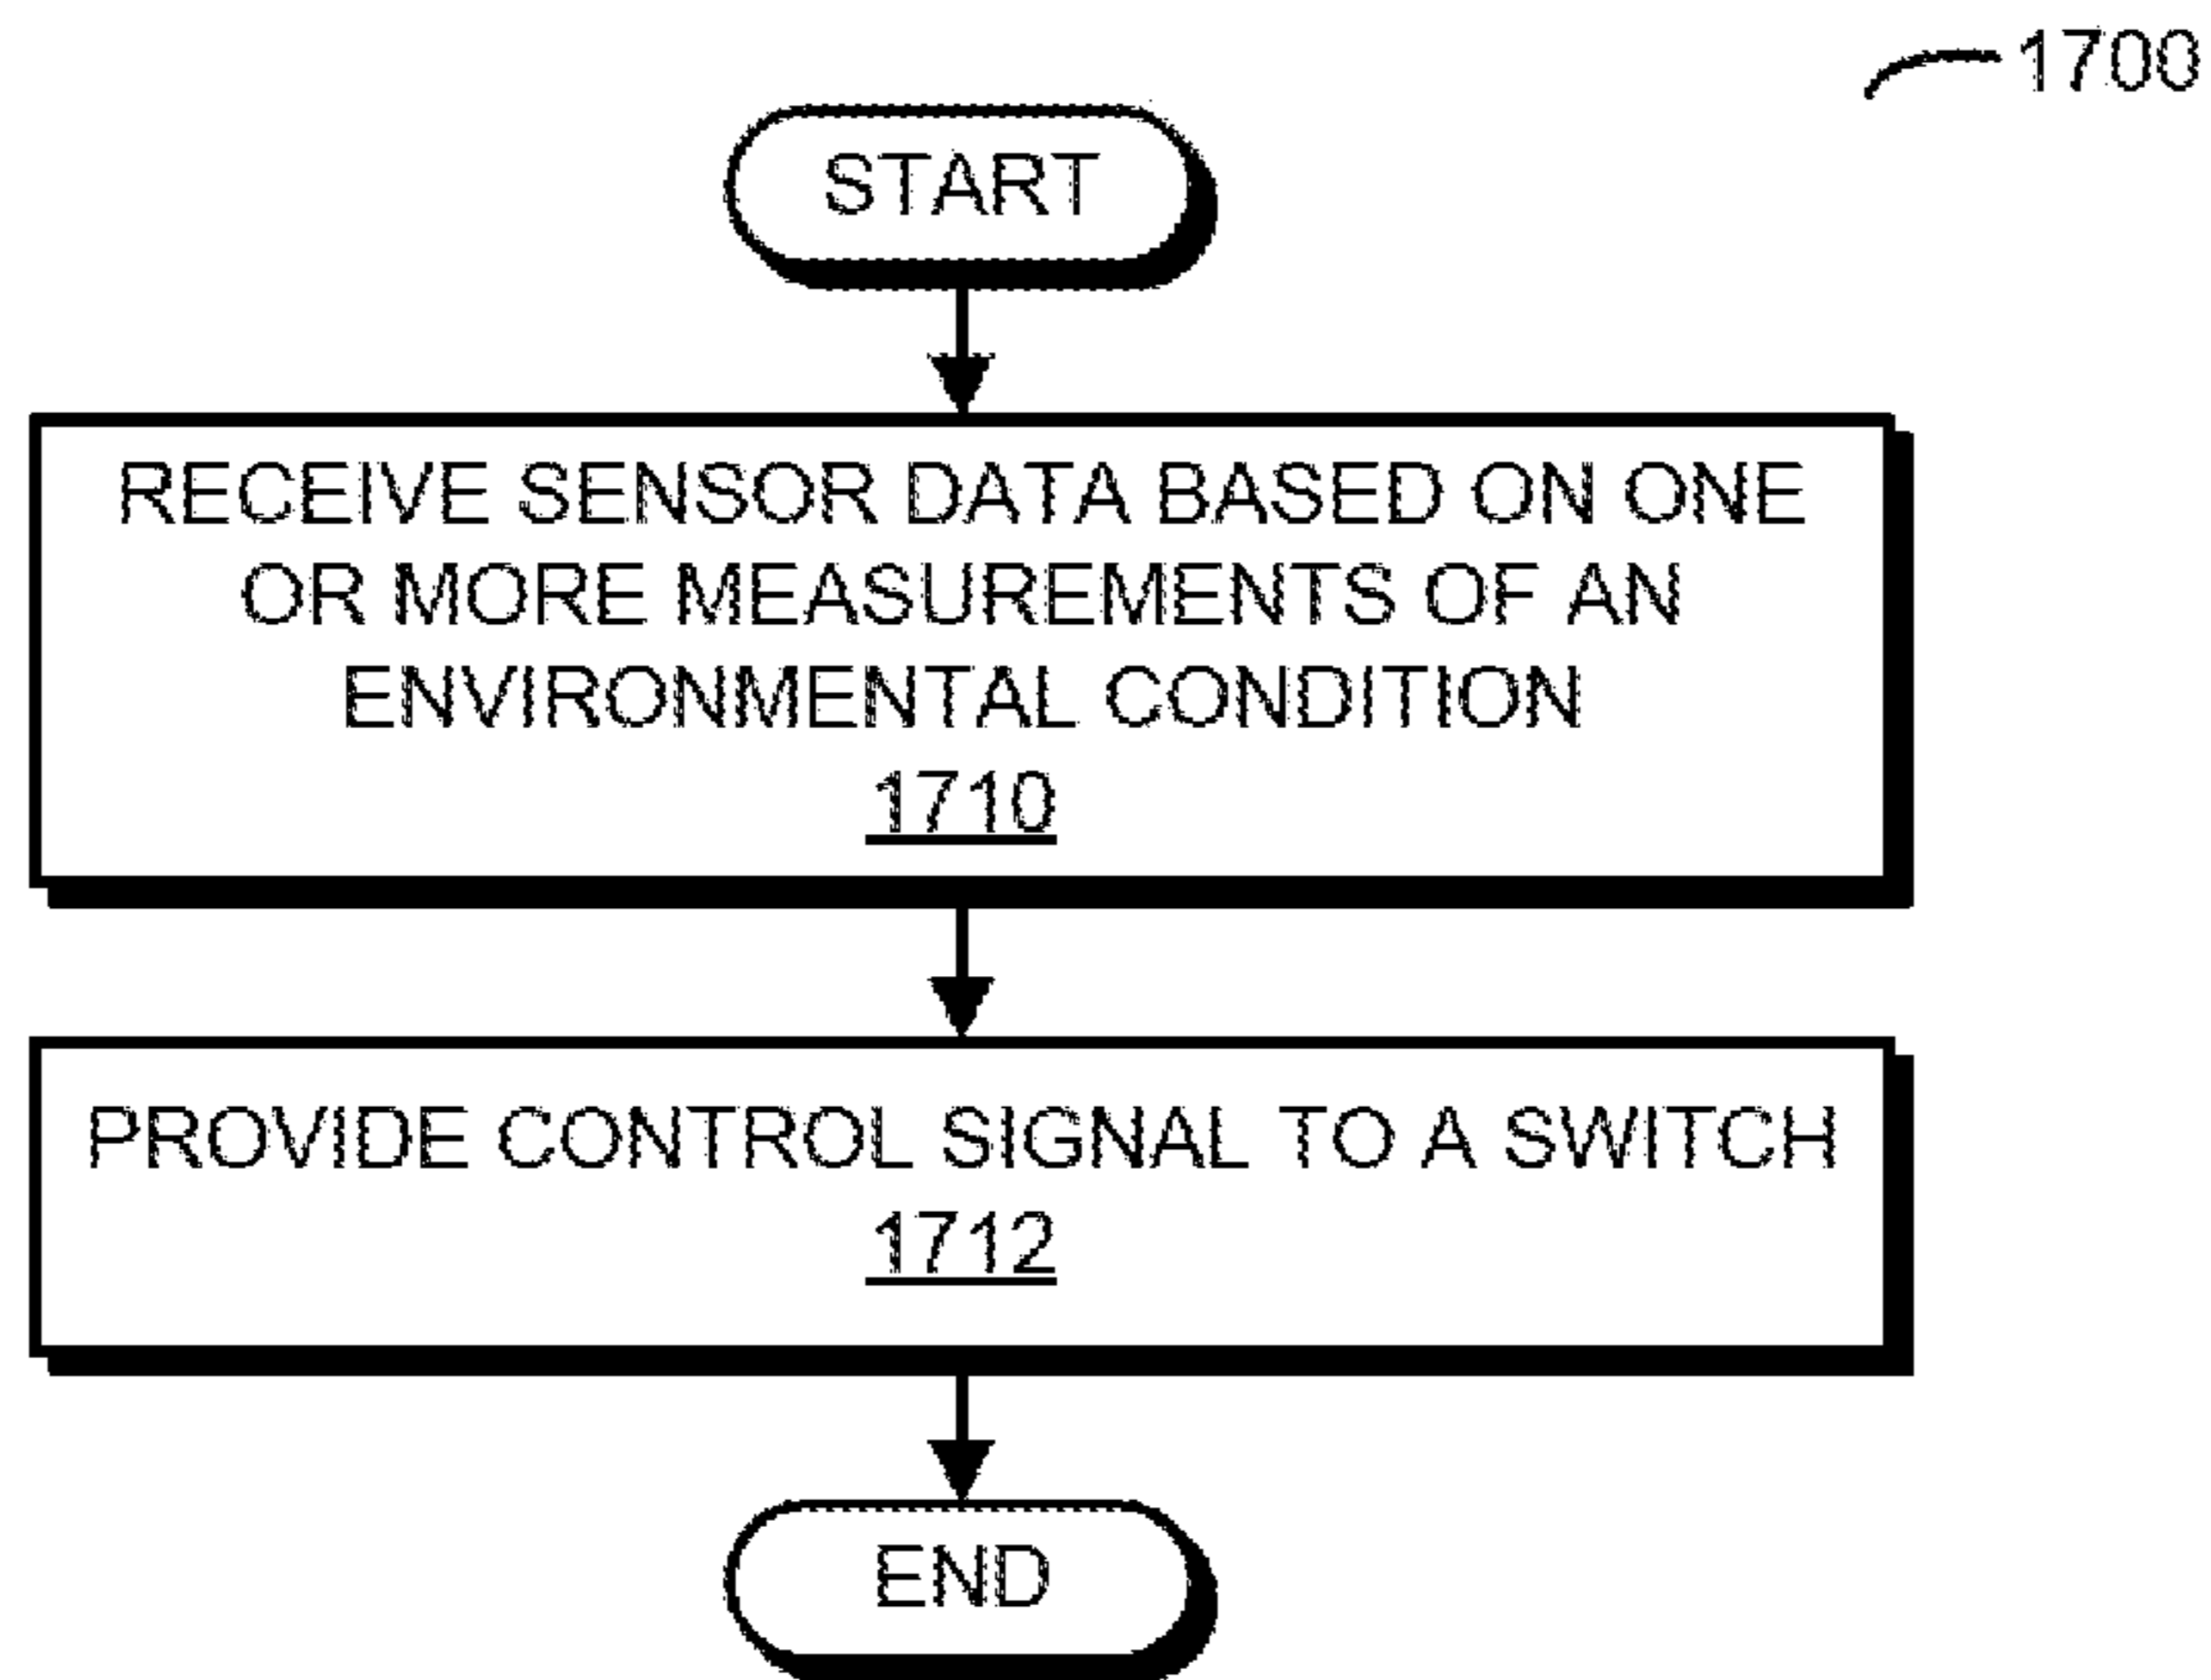 1700
START
RECEIVE SENSOR DATA BASED ON ONE
OR MORE MEASUREMENTS OF AN
ENVIRONMENTAL CONDITION
1710
PROVIDE CONTROL SIGNAL TO A SWITCH
1712
END